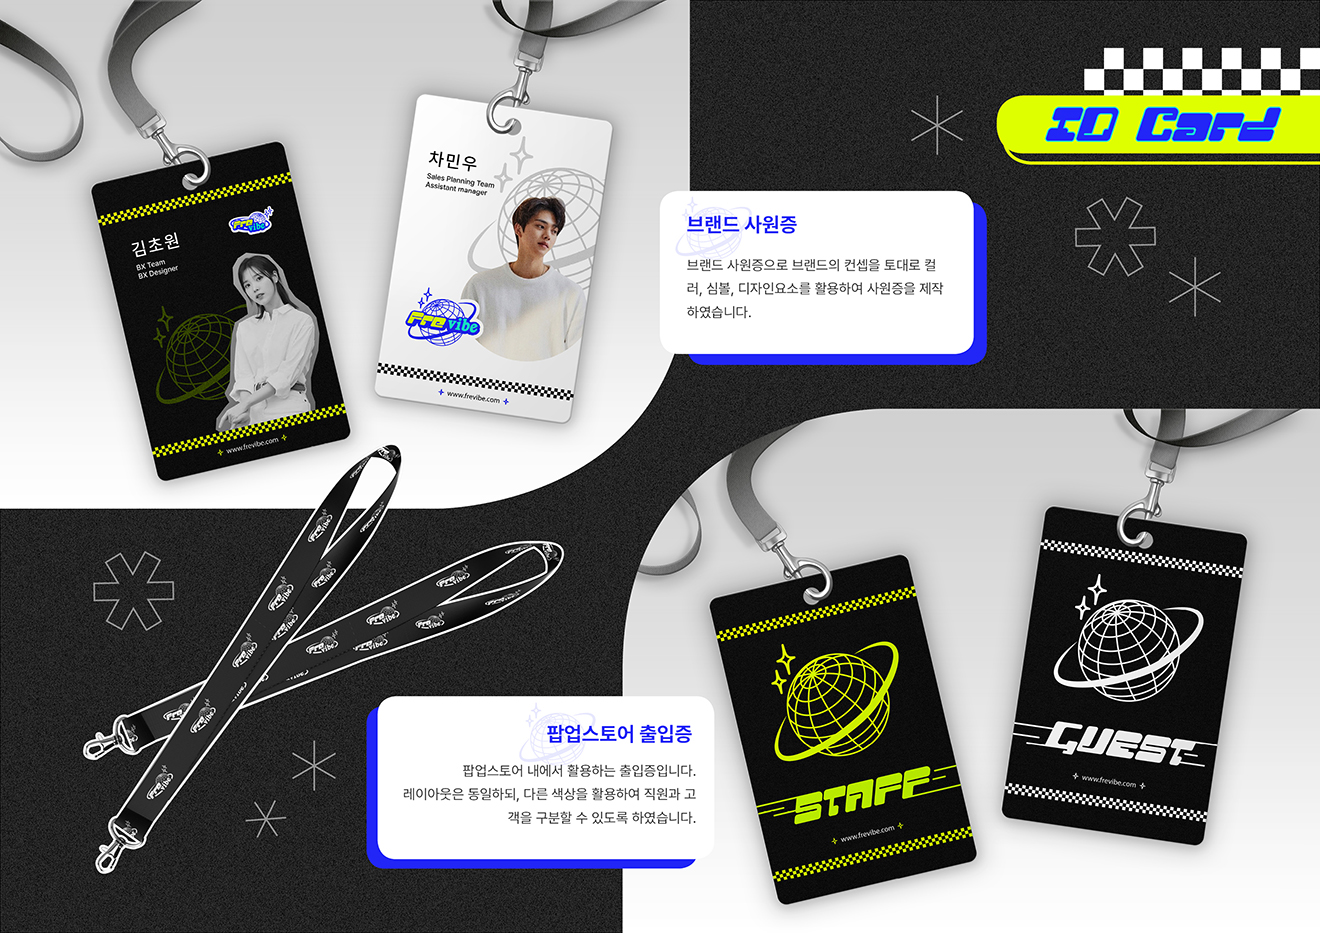 ID Card
차민우
Sales Planning Team
Assistant manager
Fre vibe
www.frevibe.com
Fre vibe
김초원
BX Team
BX Designer
www.frevibe.com
브랜드 사원증
브랜드 사원증으로 브랜드의 컨셉을 토대로 컬
러, 심볼, 디자인요소를 활용하여 사원증을 제작
하였습니다.
팝업스토어 출입증
팝업스토어 내에서 활용하는 출입증입니다.
레이아웃은 동일하되, 다른 색상을 활용하여 직원과 고
객을 구분할 수 있도록 하였습니다.
STAFF
www.frevibe.com
GUEST
www.frevibe.com